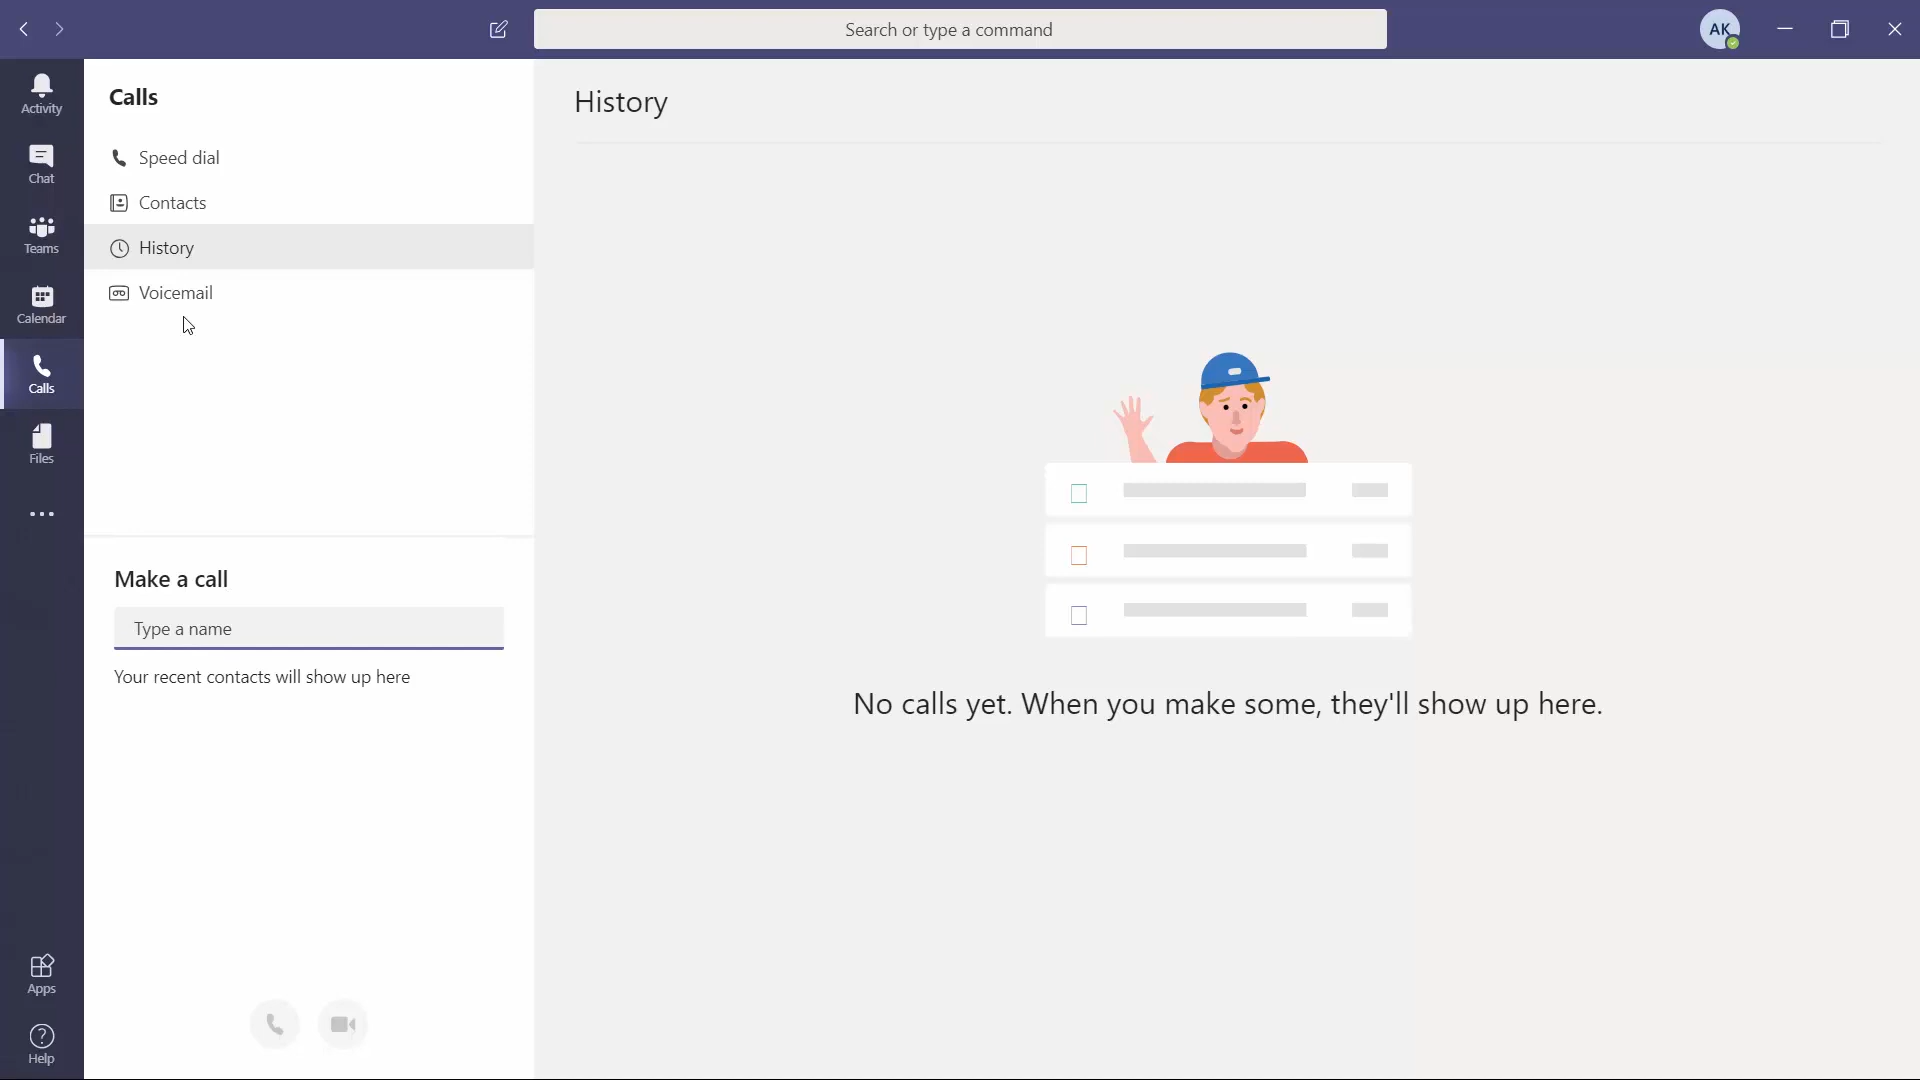 Search or type a command
AK
Activity
Chat
Teams
Calendar
Calls
Files
Apps
Help
Calls
Speed dial
Contacts
History
Voicemail
Make a call
Type a name
Your recent contacts will show up here
History
No calls yet. When you make some, they'll show up here.